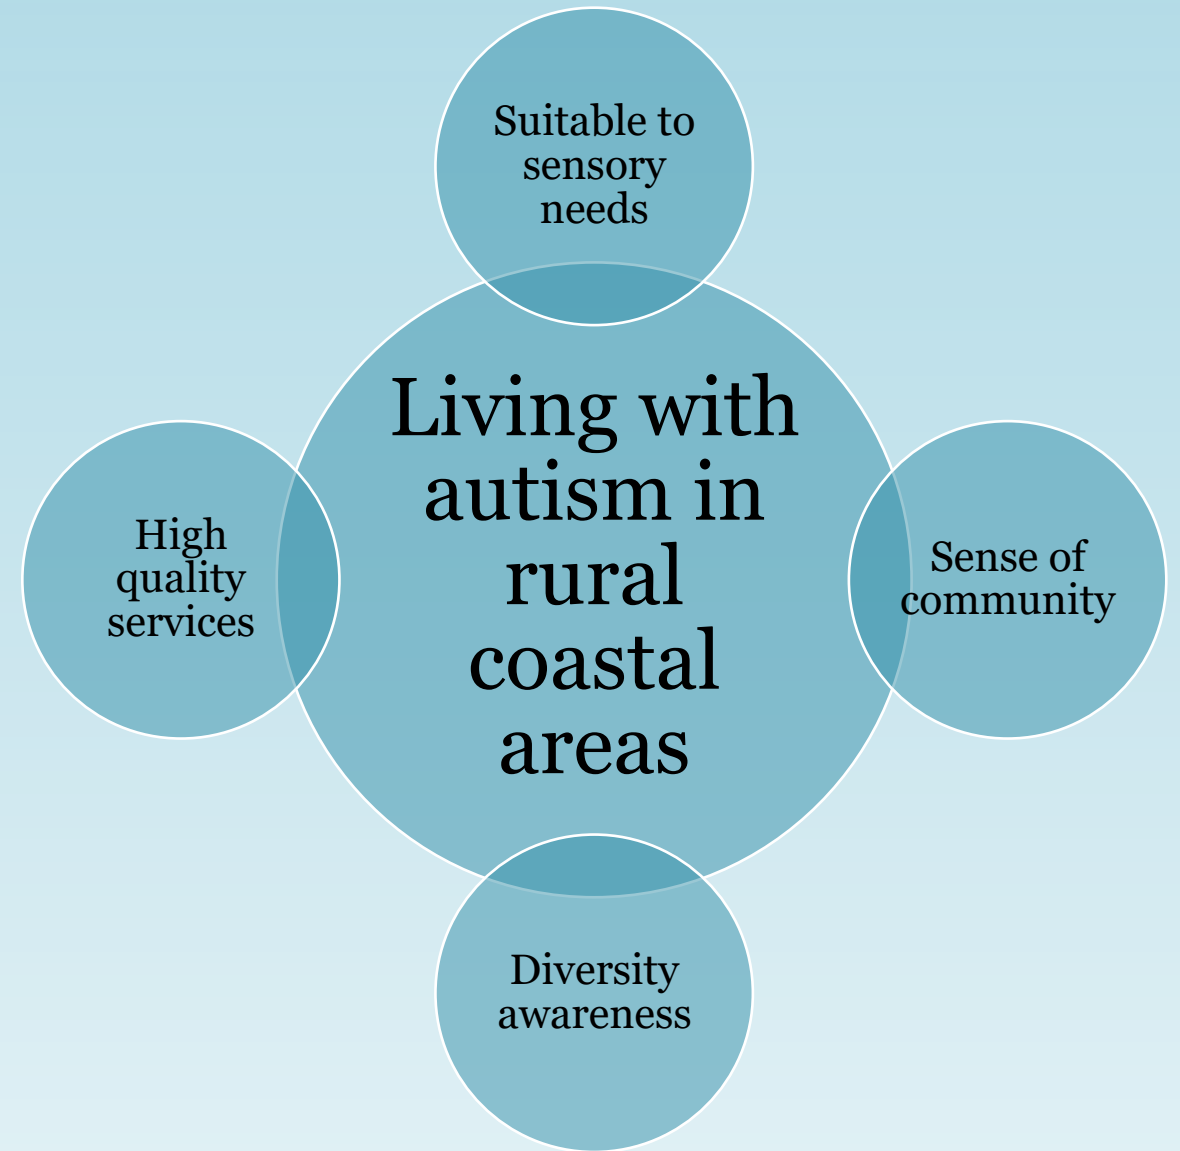 Suitable to
sensory
needs
Living with
autism in
rural
coastal
areas
High
quality
services
Sense of
community
Diversity
awareness